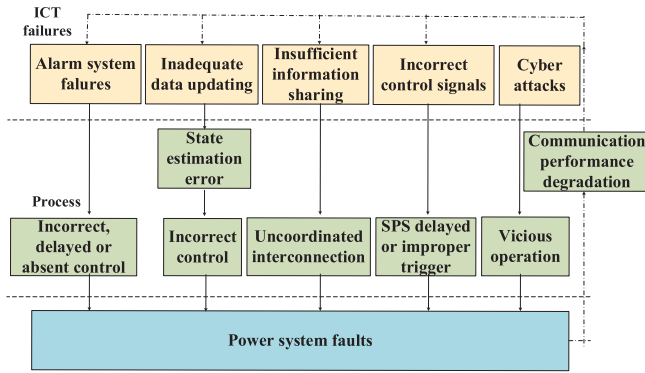 ICT
failures
Alarm system
falures
Inadequate
data updating
Insufficient
information
sharing
Incorrect
control signals
Cyber
attacks
State
estimation
error
Communication
performance
degradation
Process
Incorrect,
delayed or
absent control
Incorrect
control
Uncoordinated
interconnection
SPS delayed
or improper
trigger
Vicious
operation
Power system faults